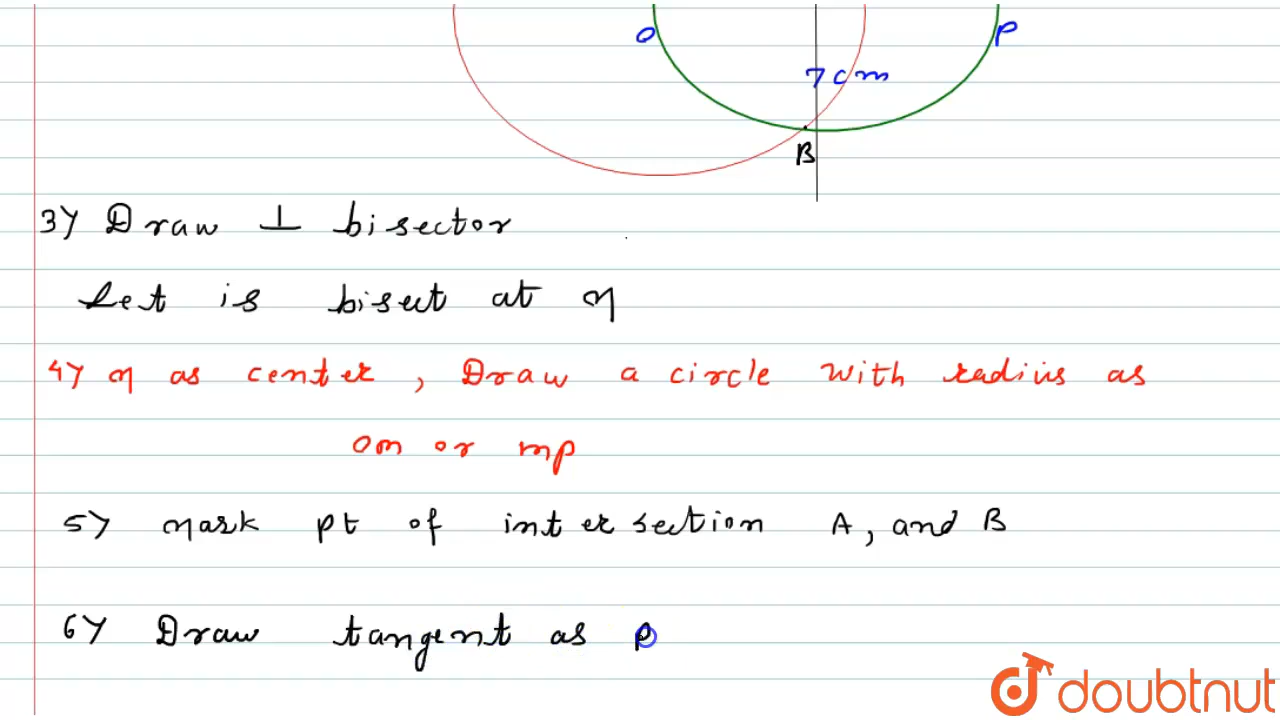 O P
7cm
B
3) Draw ⊥ bisector
Let is bisect at M
4) M as center, Draw a circle with radius as
OM or MP
5) Mark pt of intersection A, and B
6) Draw tangent as P
doubtnut